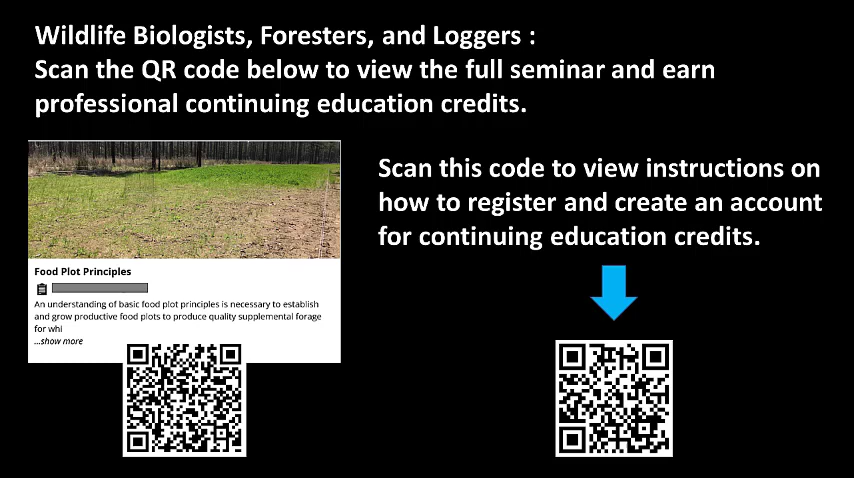 Wildlife Biologists, Foresters, and Loggers :
Scan the QR code below to view the full seminar and earn
professional continuing education credits.
Food Plot Principles
An understanding of basic food plot principles is necessary to establish
and grow productive food plots to produce quality supplemental forage
for whi
...show more
Scan this code to view instructions on
how to register and create an account
for continuing education credits.